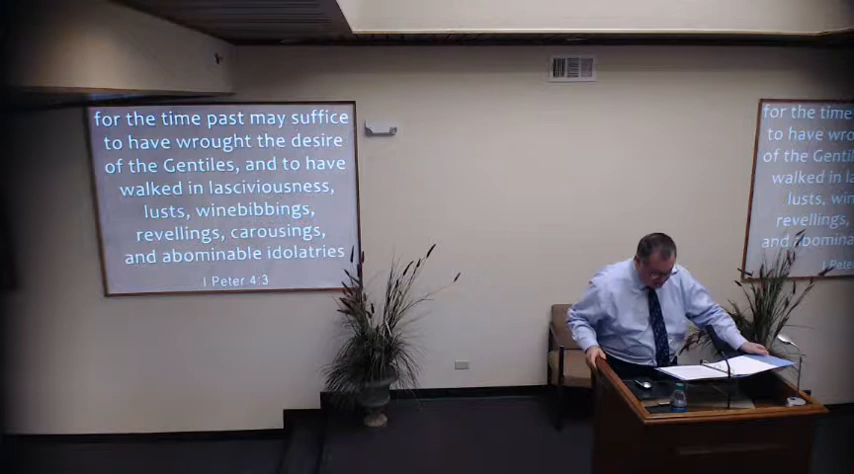 for the time past may suffice
to have wrought the desire
of the Gentiles, and to have
walked in lasciviousness,
lusts, winebibbings,
revellings, carousings,
and abominable idolatries
I Peter 4:3
for the time
to have wro
of the Gentil
walked in la
lusts, win
revellings,
and abomina
I Peter